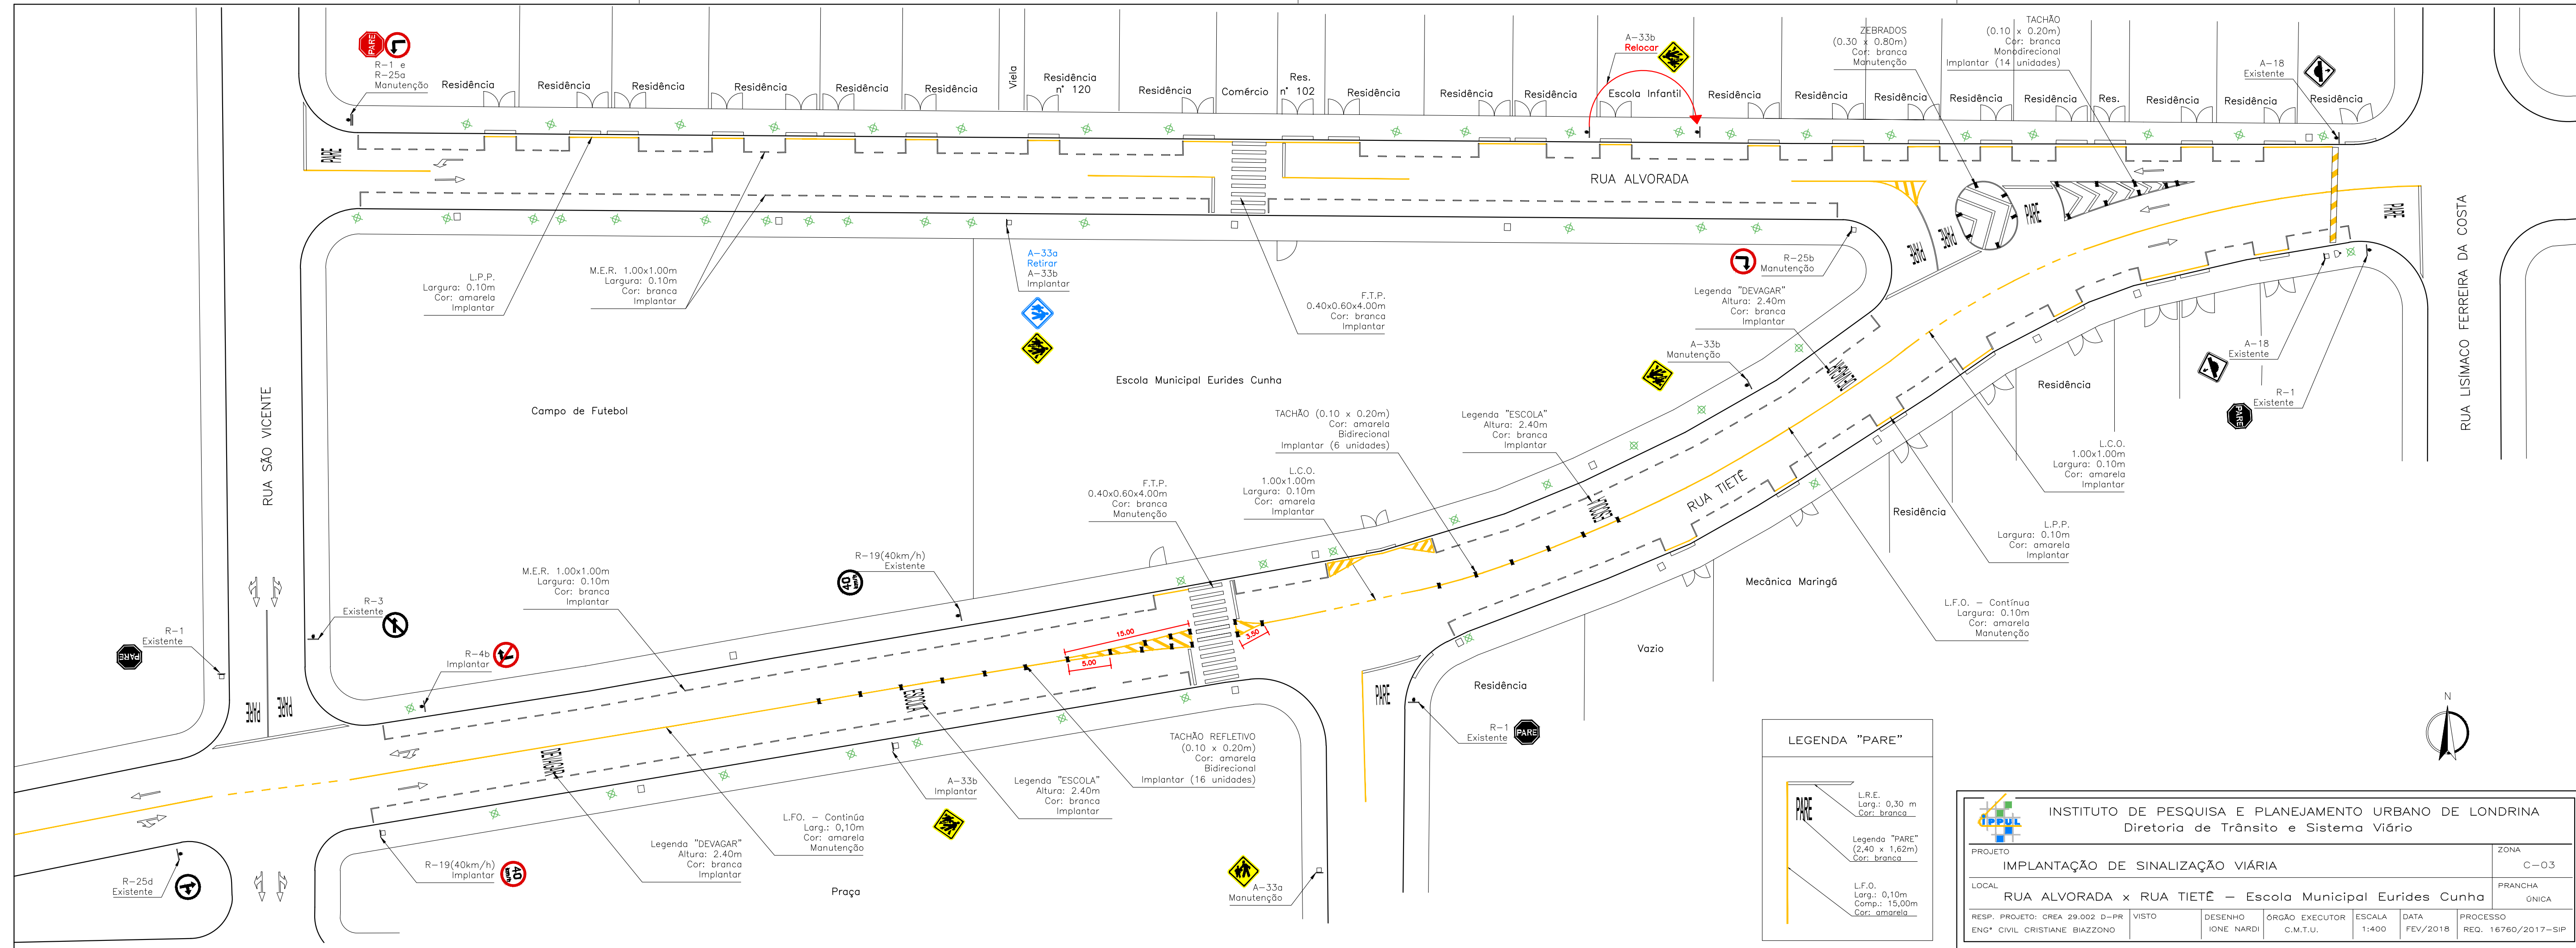 PARE
R-1 e
R-25a
Manutenção
Residência
Residência
Residência
Residência
Residência
Residência
Viela
Residência
n° 120
Residência
Comércio
Res.
n° 102
Residência
Residência
Residência
A-33b
Relocar
Escola Infantil
Residência
Residência
ZEBRADOS
(0.30 x 0.80m)
Cor: branca
Manutenção
Residência
Residência
TACHÃO
(0.10 x 0.20m)
Cor: branca
Monodirecional
Implantar (14 unidades)
Residência
Res.
Residência
Residência
A-18
Existente
Residência
PARE
RUA ALVORADA
PARE
PARE
PARE
PARE
L.P.P.
Largura: 0.10m
Cor: amarela
Implantar
M.E.R. 1.00x1.00m
Largura: 0.10m
Cor: branca
Implantar
A-33a
Retirar
A-33b
Implantar
F.T.P.
0.40x0.60x4.00m
Cor: branca
Implantar
R-25b
Manutenção
Legenda "DEVAGAR"
Altura: 2.40m
Cor: branca
Implantar
A-33b
Manutenção
DEVAGAR
A-18
Existente
R-1
Existente
PARE
RUA LISÍMACO FERREIRA DA COSTA
RUA SÃO VICENTE
Campo de Futebol
Escola Municipal Eurides Cunha
Residência
TACHÃO (0.10 x 0.20m)
Cor: amarela
Bidirecional
Implantar (6 unidades)
Legenda "ESCOLA"
Altura: 2.40m
Cor: branca
Implantar
L.C.O.
1.00x1.00m
Largura: 0.10m
Cor: amarela
Implantar
F.T.P.
0.40x0.60x4.00m
Cor: branca
Manutenção
L.C.O.
1.00x1.00m
Largura: 0.10m
Cor: amarela
Implantar
ESCOLA
RUA TIETÊ
Residência
L.P.P.
Largura: 0.10m
Cor: amarela
Implantar
R-19(40km/h)
Existente
40
km/h
M.E.R. 1.00x1.00m
Largura: 0.10m
Cor: branca
Implantar
Mecânica Maringá
L.F.O. - Contínua
Largura: 0.10m
Cor: amarela
Manutenção
R-3
Existente
R-1
Existente
PARE
R-4b
Implantar
PARE
PARE
15.00
5.00
3.50
Vazio
Residência
PARE
R-1
Existente
PARE
ESCOLA
DEVAGAR
TACHÃO REFLETIVO
(0.10 x 0.20m)
Cor: amarela
Bidirecional
Implantar (16 unidades)
A-33b
Implantar
Legenda "ESCOLA"
Altura: 2.40m
Cor: branca
Implantar
L.FO. - Continúa
Larg.: 0,10m
Cor: amarela
Manutenção
Legenda "DEVAGAR"
Altura: 2.40m
Cor: branca
Implantar
R-19(40km/h)
Implantar
40
km/h
R-25d
Existente
Praça
A-33a
Manutenção
N
LEGENDA "PARE"
PARE
L.R.E.
Larg.: 0,30 m
Cor: branca
Legenda "PARE"
(2,40 x 1,62m)
Cor: branca
L.F.O.
Larg.: 0,10m
Comp.: 15,00m
Cor: amarela
IPPUL
INSTITUTO DE PESQUISA E PLANEJAMENTO URBANO DE LONDRINA
Diretoria de Trânsito e Sistema Viário
PROJETO
IMPLANTAÇÃO DE SINALIZAÇÃO VIÁRIA
ZONA
C-03
LOCAL
RUA ALVORADA x RUA TIETÊ - Escola Municipal Eurides Cunha
PRANCHA
ÚNICA
RESP. PROJETO: CREA 29.002 D-PR
ENGª CIVIL CRISTIANE BIAZZONO
VISTO
DESENHO
IONE NARDI
ÓRGÃO EXECUTOR
C.M.T.U.
ESCALA
1:400
DATA
FEV/2018
PROCESSO
REQ. 16760/2017-SIP